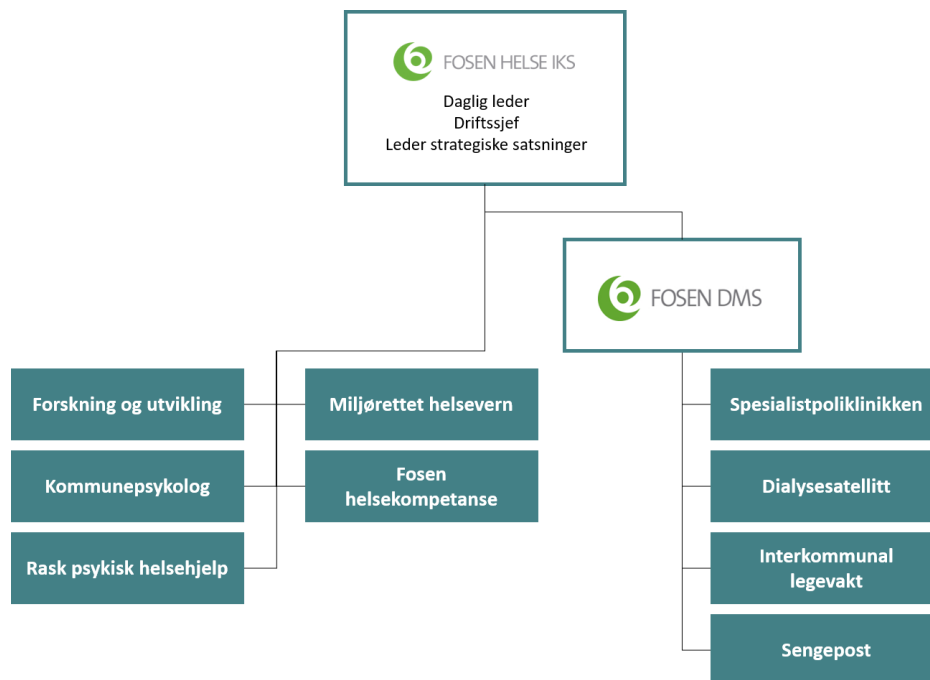 FOSEN HELSE IKS
Daglig leder
Driftssjef
Leder strategiske satsninger
FOSEN DMS
Forskning og utvikling
Miljørettet helsevern
Kommunepsykolog
Fosen
helsekompetanse
Rask psykisk helsehjelp
Spesialistpoliklinikken
Dialysesatellitt
Interkommunal
legevakt
Sengepost